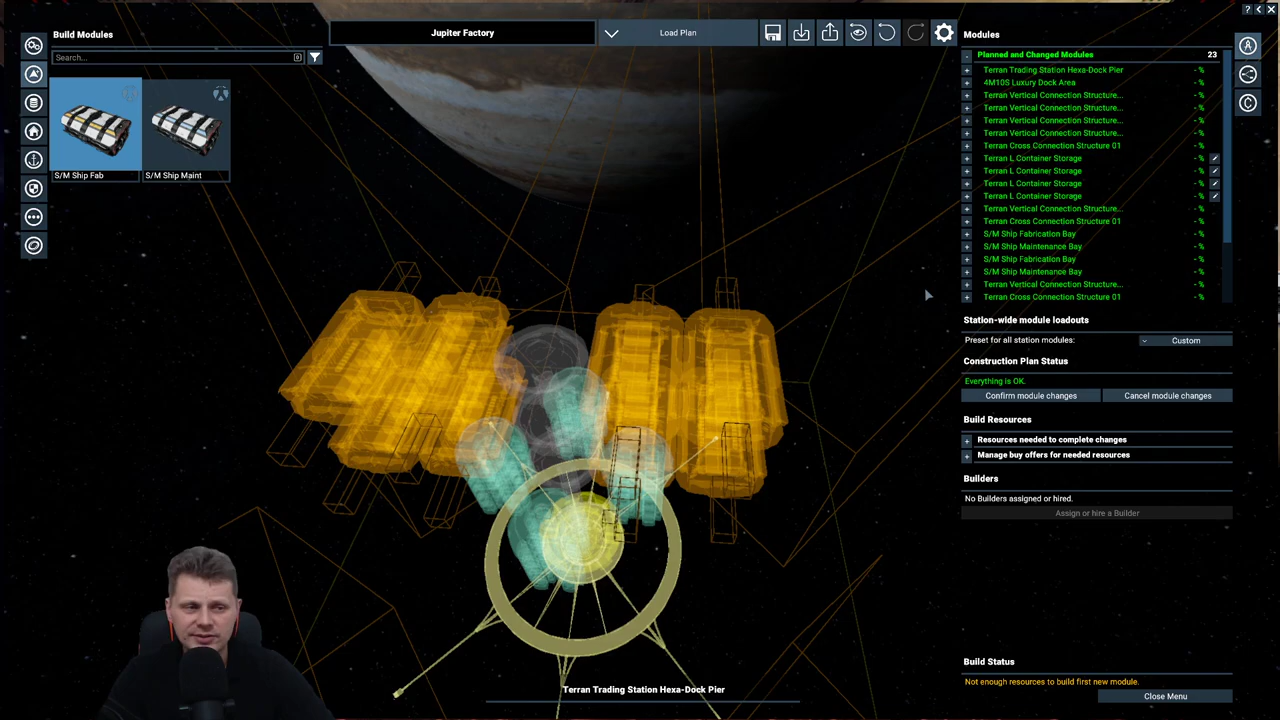 Build Modules
Search...
S/M Ship Fab
S/M Ship Maint
Jupiter Factory
Load Plan
Modules
Planned and Changed Modules 23
Terran Trading Station Hexa-Dock Pier - %
4M10S Luxury Dock Area - %
Terran Vertical Connection Structure... - %
Terran Vertical Connection Structure... - %
Terran Vertical Connection Structure... - %
Terran Vertical Connection Structure... - %
Terran Cross Connection Structure 01 - %
Terran L Container Storage - %
Terran L Container Storage - %
Terran L Container Storage - %
Terran L Container Storage - %
Terran Vertical Connection Structure... - %
Terran Cross Connection Structure 01 - %
S/M Ship Fabrication Bay - %
S/M Ship Maintenance Bay - %
S/M Ship Fabrication Bay - %
S/M Ship Maintenance Bay - %
Terran Vertical Connection Structure... - %
Terran Cross Connection Structure 01 - %
Station-wide module loadouts
Preset for all station modules: Custom
Construction Plan Status
Everything is OK.
Confirm module changes Cancel module changes
Build Resources
Resources needed to complete changes
Manage buy offers for needed resources
Builders
No Builders assigned or hired.
Assign or hire a Builder
Build Status
Not enough resources to build first new module.
Close Menu
Terran Trading Station Hexa-Dock Pier